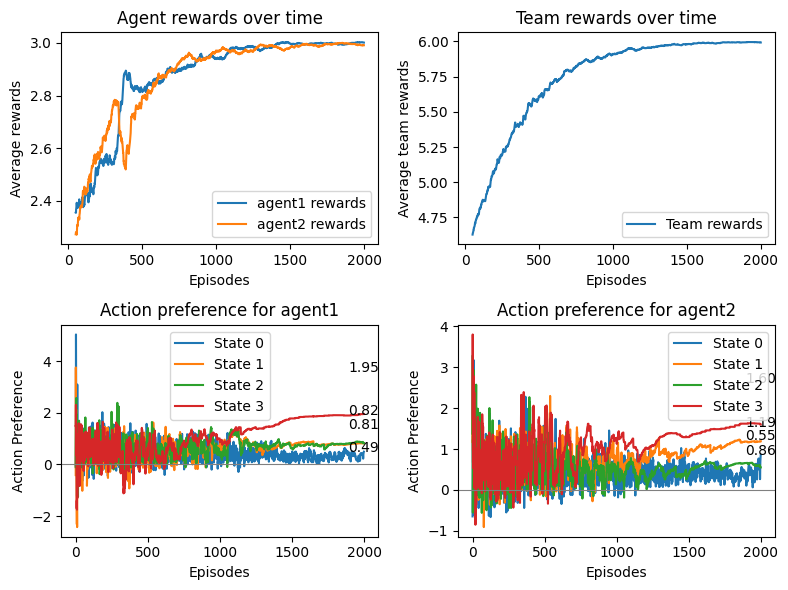 Agent rewards over time
3.0
2.8
2.6
2.4
Average rewards
agent1 rewards
agent2 rewards
0
500
1000
1500
2000
Episodes
Team rewards over time
6.00
5.75
5.50
5.25
5.00
4.75
Average team rewards
Team rewards
0
500
1000
1500
2000
Episodes
Action preference for agent1
4
2
0
−2
Action Preference
State 0
State 1
State 2
State 3
1.95
0.82
0.81
0.49
0
500
1000
1500
2000
Episodes
Action preference for agent2
4
3
2
1
0
−1
Action Preference
State 0
State 1
State 2
State 3
1.60
1.19
0.55
0.86
0
500
1000
1500
2000
Episodes